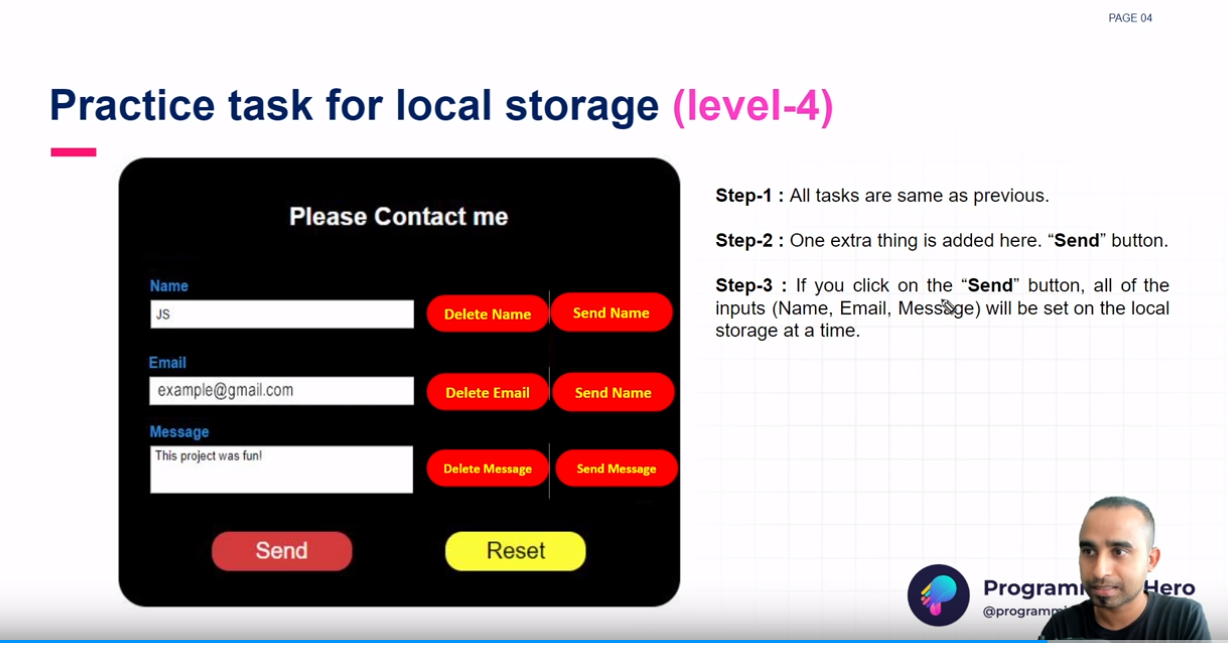 PAGE 04
Practice task for local storage (level-4)
Please Contact me
Name
JS
Delete Name
Send Name
Email
example@gmail.com
Delete Email
Send Name
Message
This project was fun!
Delete Message
Send Message
Send
Reset
Step-1 : All tasks are same as previous.
Step-2 : One extra thing is added here. “Send” button.
Step-3 : If you click on the “Send” button, all of the
inputs (Name, Email, Message) will be set on the local
storage at a time.
Hero